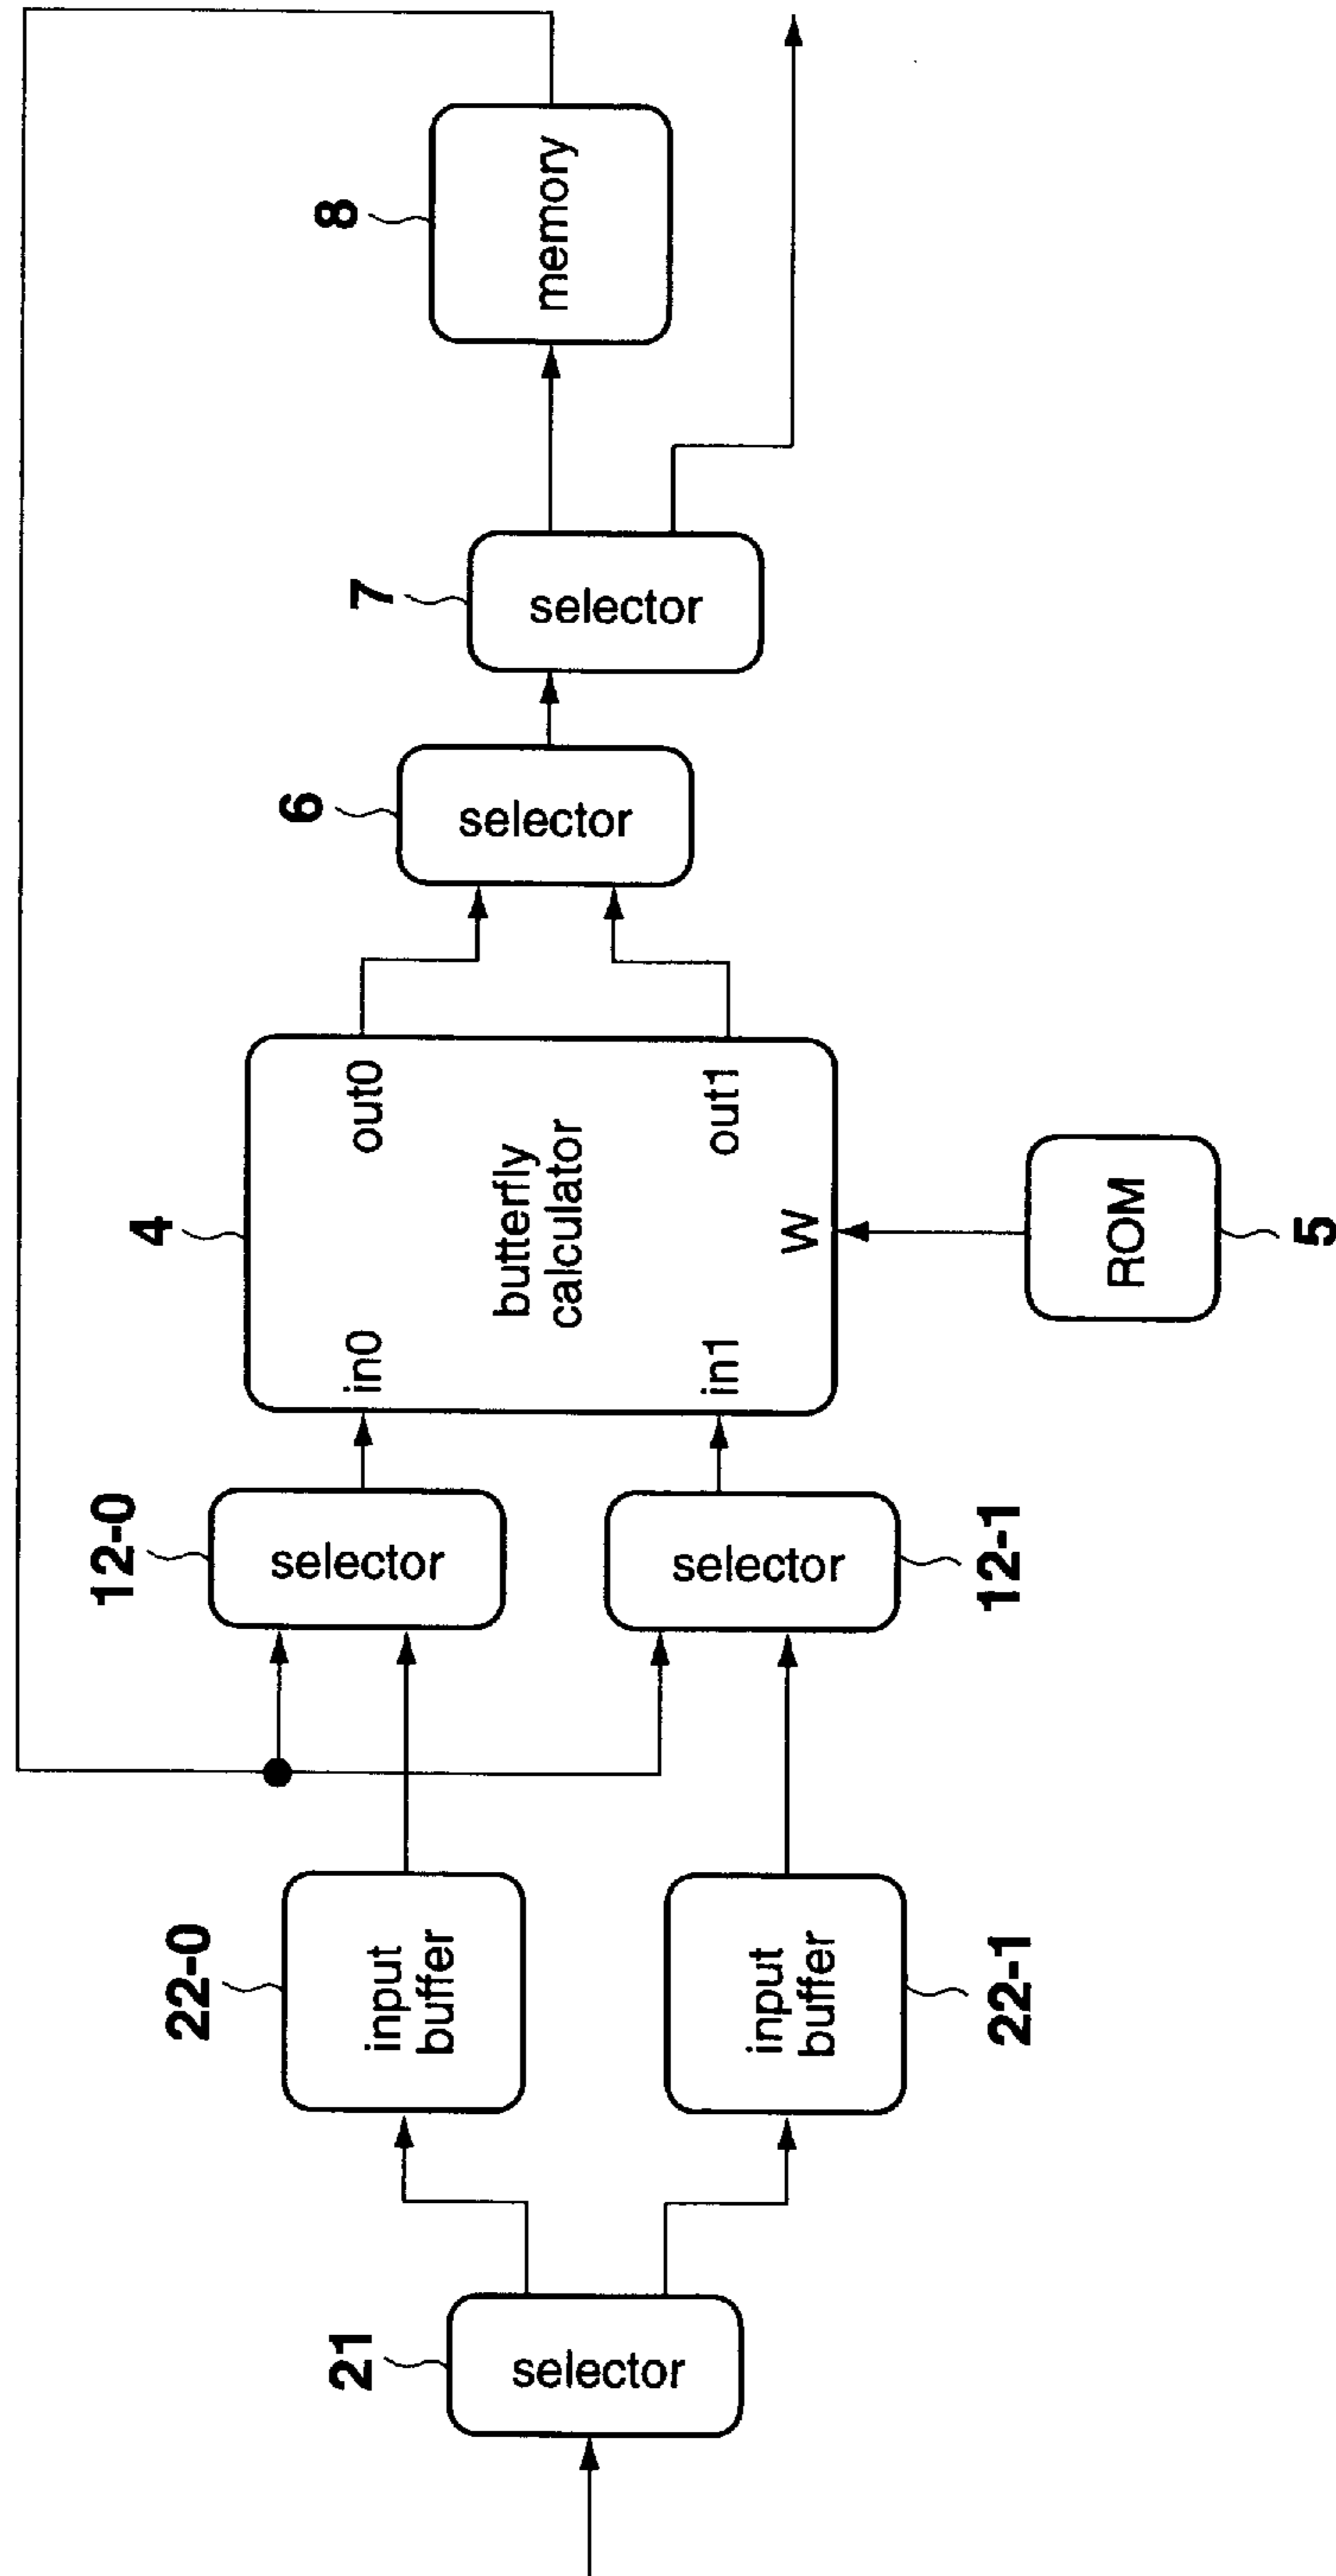 21
selector
22-0
input
buffer
22-1
input
buffer
12-0
selector
12-1
selector
4
in0
in1
butterfly
calculator
out0
out1
W
ROM
5
6
selector
7
selector
8
memory